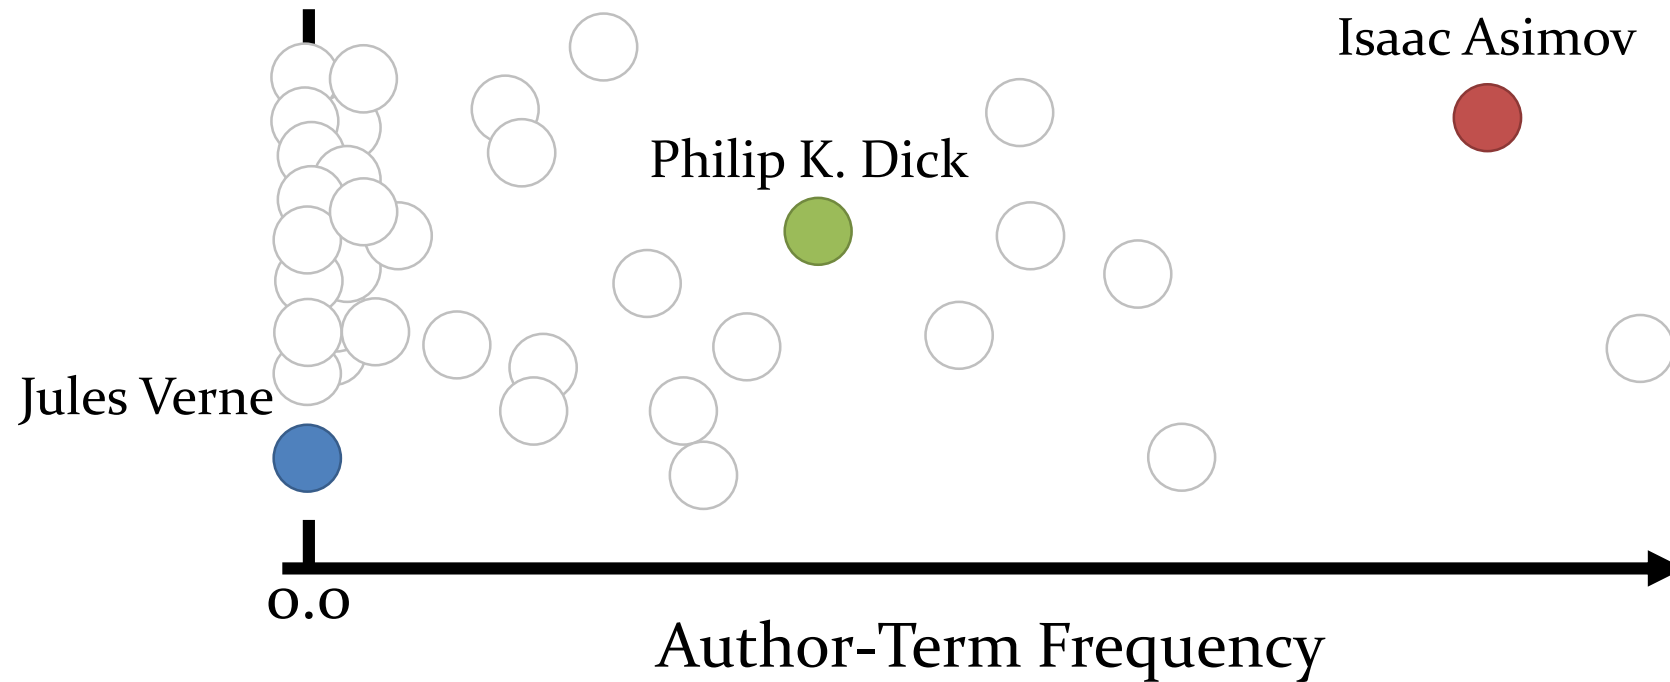 Isaac Asimov
Philip K. Dick
Jules Verne
0.0
Author-Term Frequency